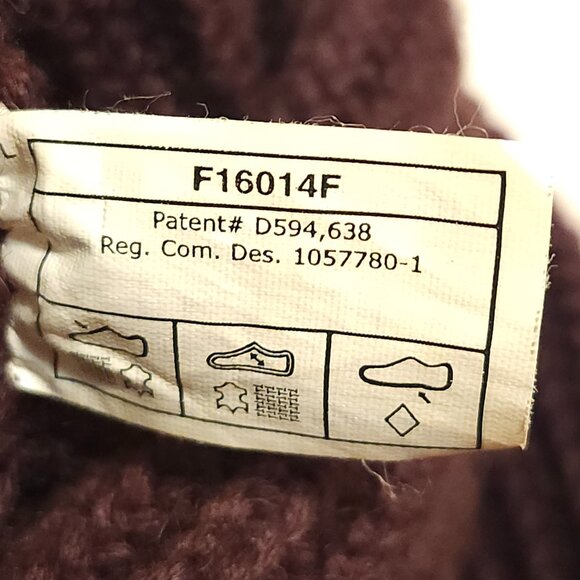 F16014F
Patent# D594,638
Reg. Com. Des. 1057780-1